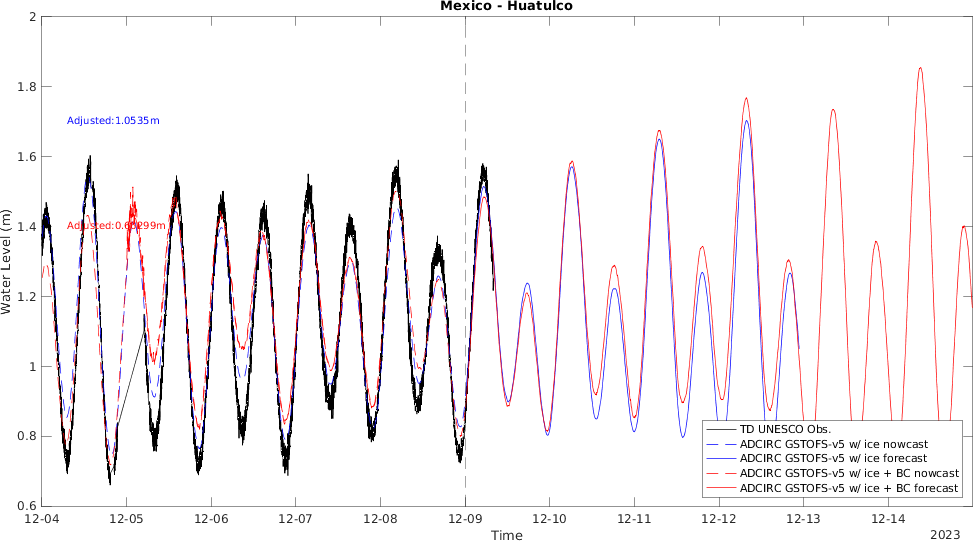 Mexico - Huatulco
2
1.8
1.6
1.4
1.2
1
0.8
0.6
Water Level (m)
Adjusted:1.0535m
12-04
12-05
12-06
12-07
12-08
12-09
12-10
12-11
12-12
12-13
12-14
Time
2023
TD UNESCO Obs.
ADCIRC GSTOFS-v5 w/ ice nowcast
ADCIRC GSTOFS-v5 w/ ice forecast
ADCIRC GSTOFS-v5 w/ ice + BC nowcast
ADCIRC GSTOFS-v5 w/ ice + BC forecast